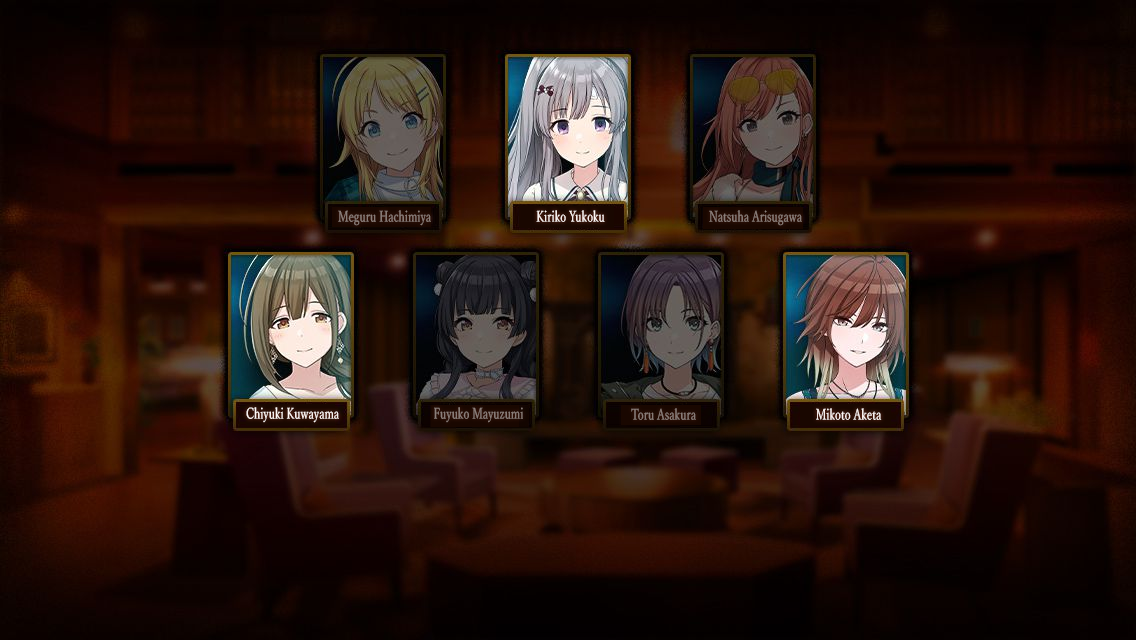 Meguru Hachimiya
Kiriko Yukoku
Natsuha Arisugawa
Chiyuki Kuwayama
Fuyuko Mayuzumi
Toru Asakura
Mikoto Aketa